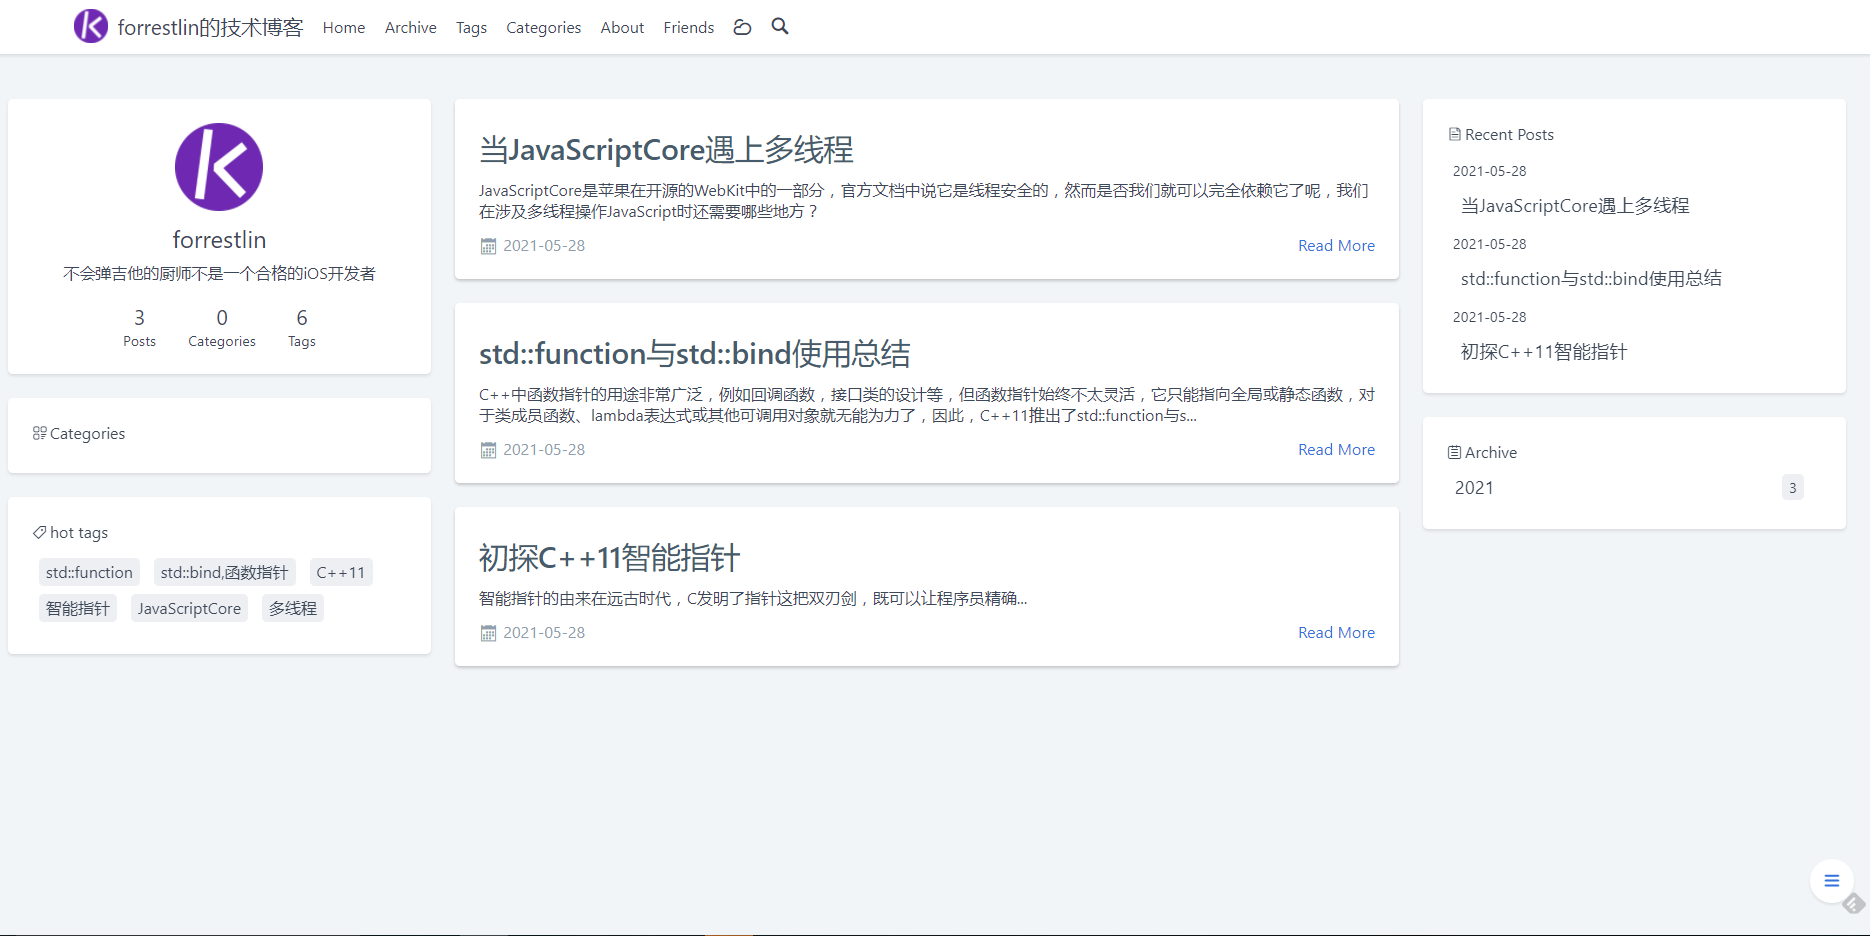 forrestlin的技术博客 Home Archive Tags Categories About Friends
forrestlin
不会弹吉他的厨师不是一个合格的iOS开发者
3 0 6
Posts Categories Tags
Categories
hot tags
std::function std::bind,函数指针 C++11
智能指针 JavaScriptCore 多线程
当JavaScriptCore遇上多线程
JavaScriptCore是苹果在开源的WebKit中的一部分，官方文档中说它是线程安全的，然而是否我们就可以完全依赖它了呢，我们
在涉及多线程操作JavaScript时还需要哪些地方？
2021-05-28 Read More
std::function与std::bind使用总结
C++中函数指针的用途非常广泛，例如回调函数，接口类的设计等，但函数指针始终不太灵活，它只能指向全局或静态函数，对
于类成员函数、lambda表达式或其他可调用对象就无能为力了，因此，C++11推出了std::function与s...
2021-05-28 Read More
初探C++11智能指针
智能指针的由来在远古时代，C发明了指针这把双刃剑，既可以让程序员精确...
2021-05-28 Read More
Recent Posts
2021-05-28
当JavaScriptCore遇上多线程
2021-05-28
std::function与std::bind使用总结
2021-05-28
初探C++11智能指针
Archive
2021 3